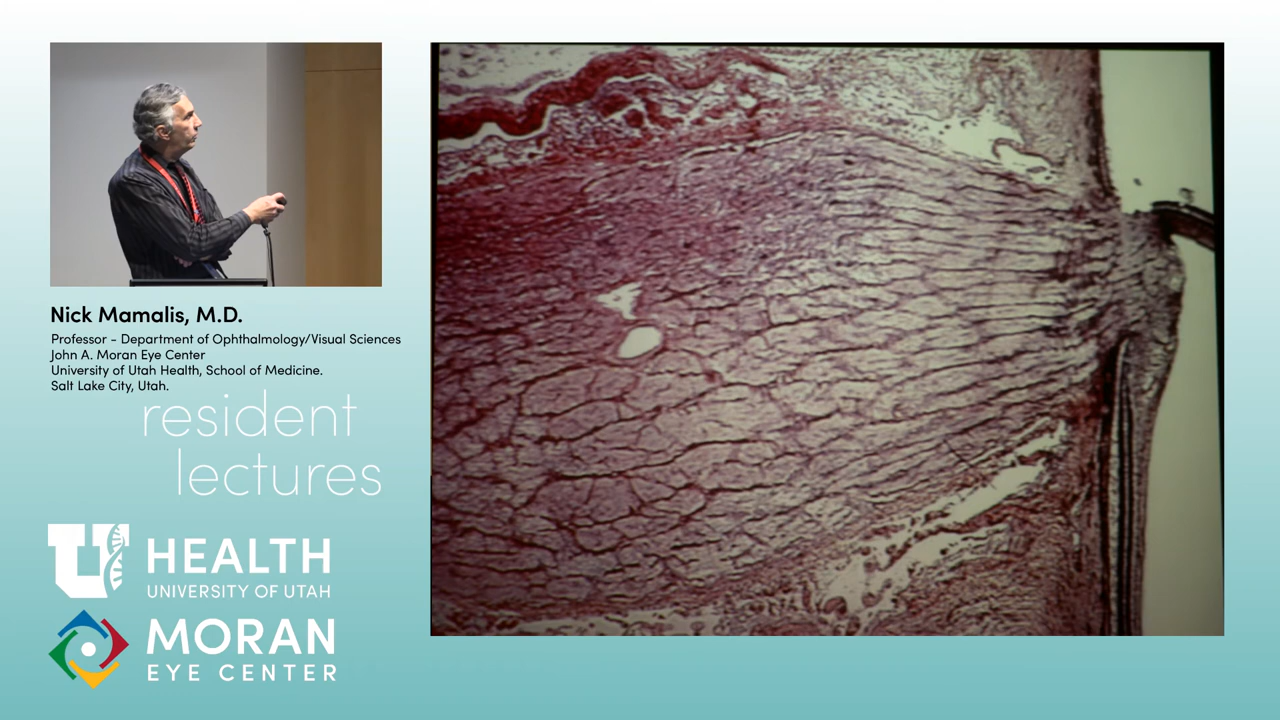 Nick Mamalis, M.D.
Professor - Department of Ophthalmology/Visual Sciences
John A. Moran Eye Center
University of Utah Health, School of Medicine.
Salt Lake City, Utah.
resident
lectures
U HEALTH
UNIVERSITY OF UTAH
MORAN
EYE CENTER